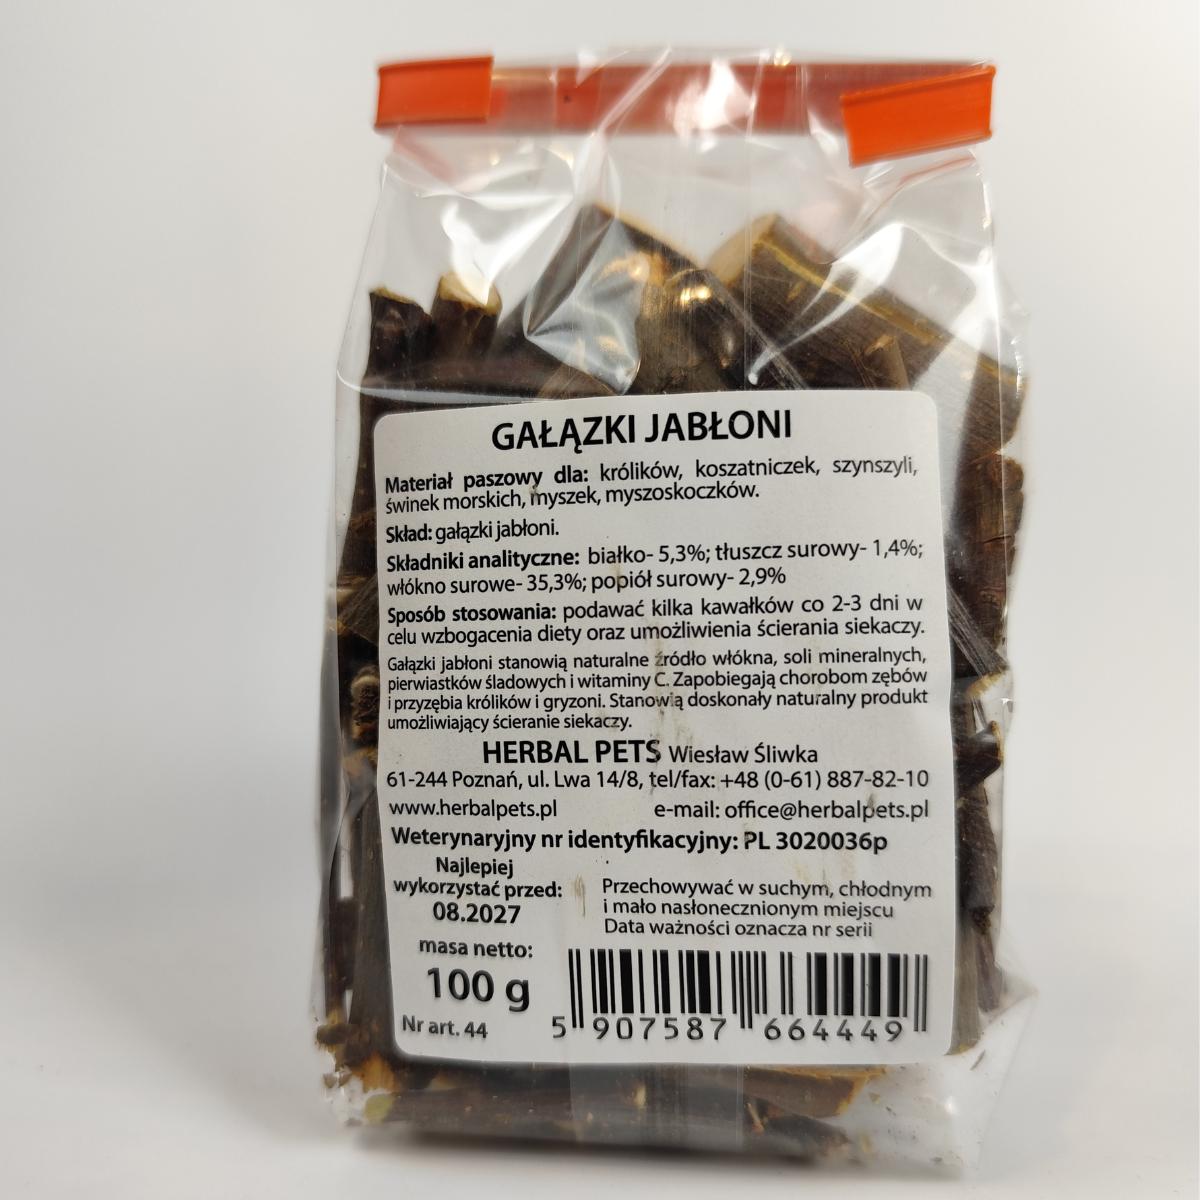 GAŁĄZKI JABŁONI
Materiał paszowy dla: królików, koszatniczek, szynszyli,
świnek morskich, myszek, myszoskoczków.
Skład: gałązki jabłoni.
Składniki analityczne: białko- 5,3%; tłuszcz surowy- 1,4%;
włókno surowe- 35,3%; popiół surowy- 2,9%
Sposób stosowania: podawać kilka kawałków co 2-3 dni w
celu wzbogacenia diety oraz umożliwienia ścierania siekaczy.
Gałązki jabłoni stanowią naturalne źródło włókna, soli mineralnych,
pierwiastków śladowych i witaminy C. Zapobiegają chorobom zębów
i przyzębia królików i gryzoni. Stanowią doskonały naturalny produkt
umożliwiający ścieranie siekaczy.
HERBAL PETS Wiesław Śliwka
61-244 Poznań, ul. Lwa 14/8, tel/fax: +48 (0-61) 887-82-10
www.herbalpets.pl e-mail: office@herbalpets.pl
Weterynaryjny nr identyfikacyjny: PL 3020036p
Najlepiej
wykorzystać przed:
08.2027
Przechowywać w suchym, chłodnym
i mało nasłonecznionym miejscu
Data ważności oznacza nr serii
masa netto:
100 g
Nr art. 44
5 907587 664449